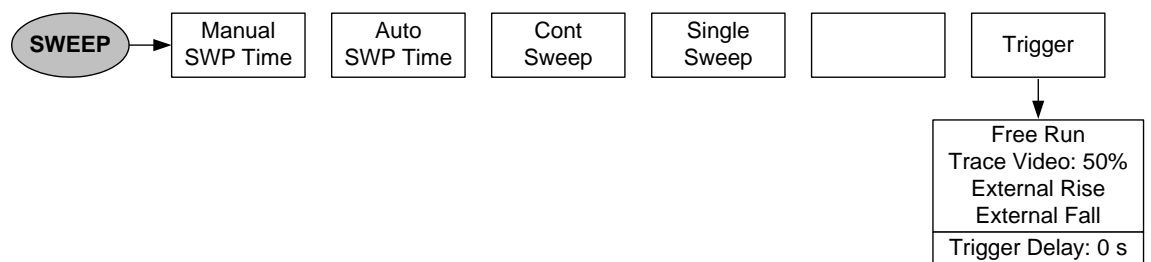 SWEEP
Manual
SWP Time
Auto
SWP Time
Cont
Sweep
Single
Sweep
Trigger
Free Run
Trace Video: 50%
External Rise
External Fall
Trigger Delay: 0 s